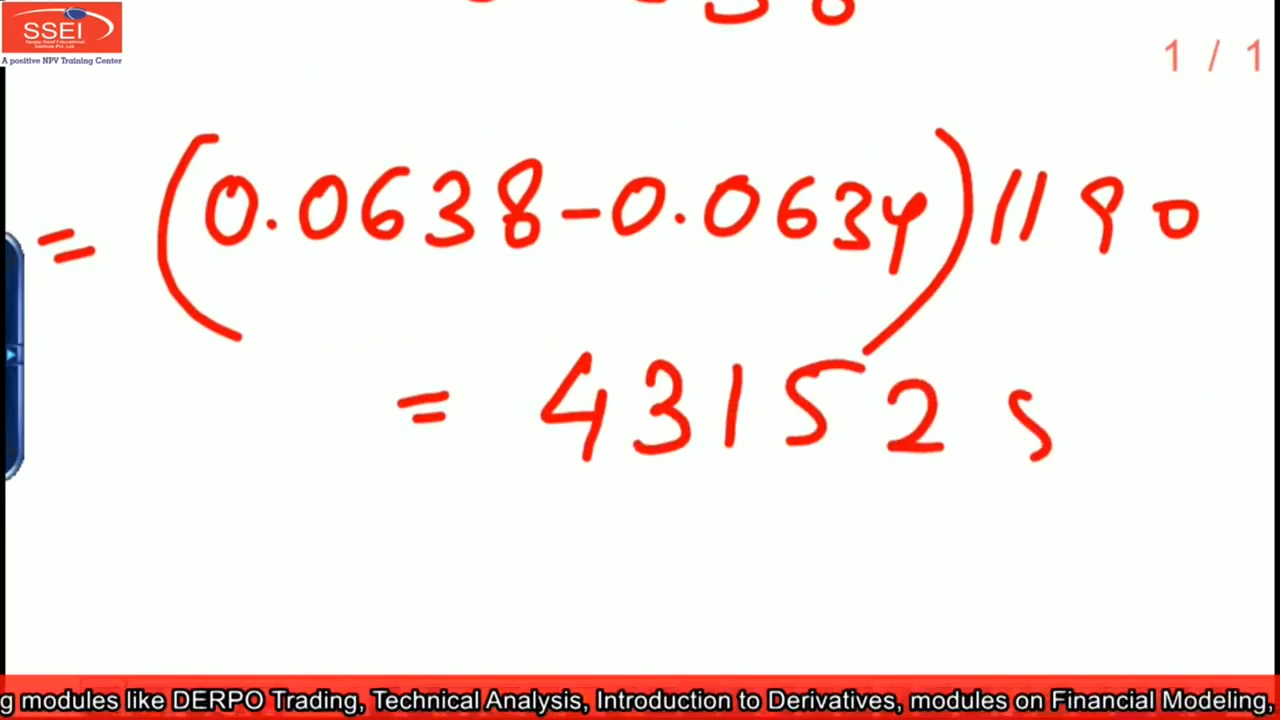 SSEI
A positive NPV Training Center
1 / 1
= (0.0638-0.0634) 1190
= 43152 s
g modules like DERPO Trading, Technical Analysis, Introduction to Derivatives, modules on Financial Modeling,